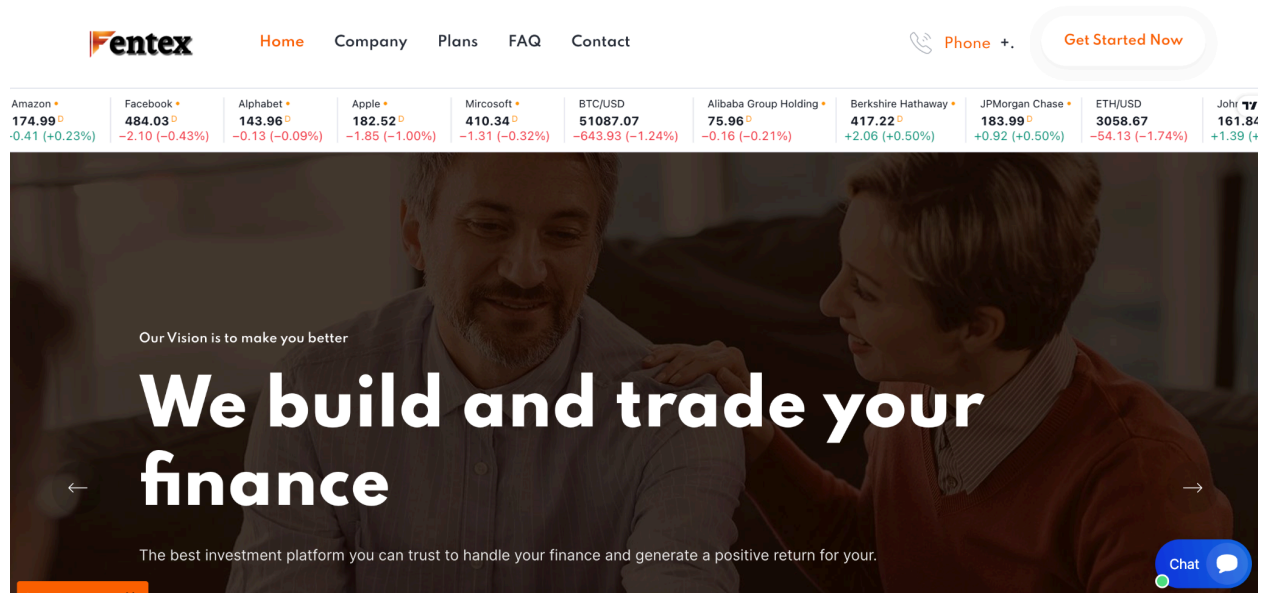 Fentex
Home Company Plans FAQ Contact
Phone +.
Get Started Now
Amazon Facebook Alphabet Apple Mircosoft BTC/USD Alibaba Group Holding Berkshire Hathaway JPMorgan Chase ETH/USD
174.99 D 484.03 D 143.96 D 182.52 D 410.34 D 51087.07 75.96 D 417.22 D 183.99 D 3058.67 161.84
0.41 (+0.23%) −2.10 (−0.43%) −0.13 (−0.09%) −1.85 (−1.00%) −1.31 (−0.32%) −643.93 (−1.24%) −0.16 (−0.21%) +2.06 (+0.50%) +0.92 (+0.50%) −54.13 (−1.74%) +1.39
Our Vision is to make you better
We build and trade your
finance
The best investment platform you can trust to handle your finance and generate a positive return for your.
Chat